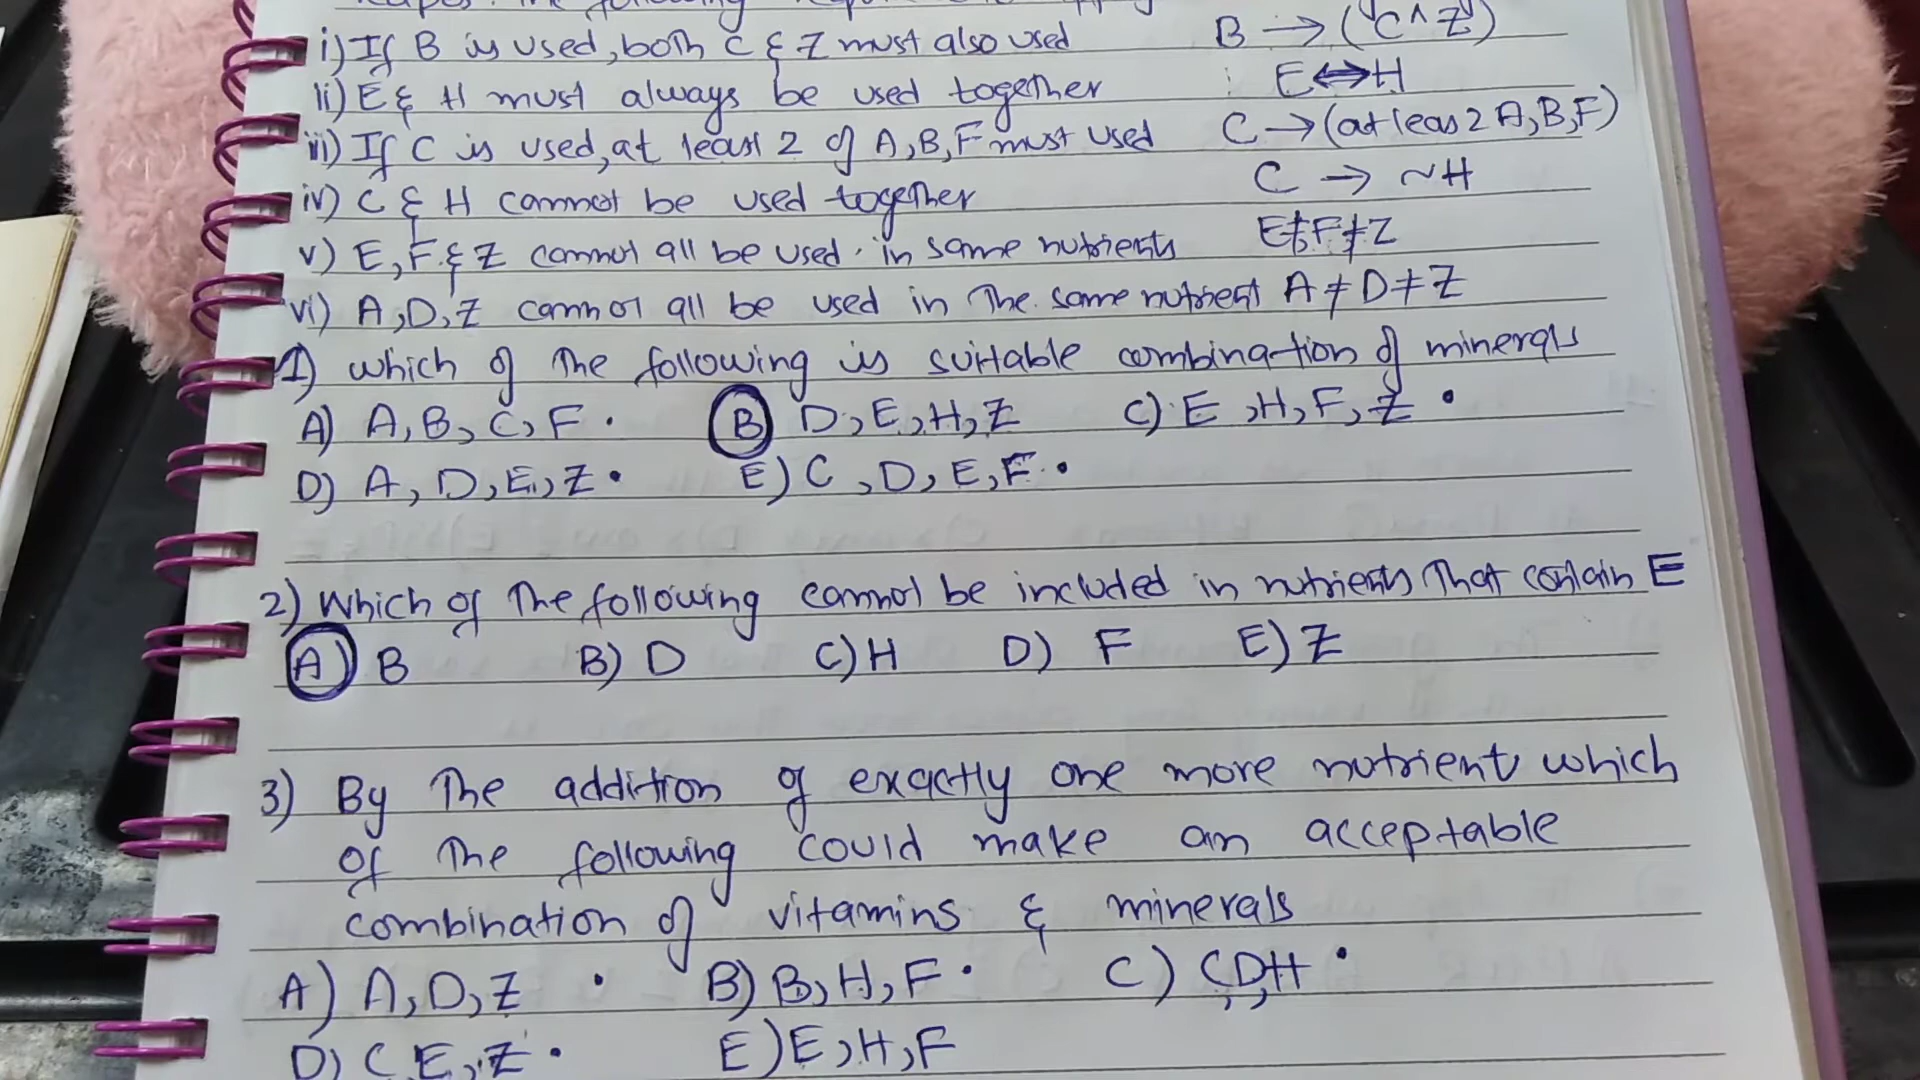 The following
i) If B is used, both C & Z must also used B → (C ∧ Z)
ii) E & H must always be used together E ↔ H
iii) If C is used, at least 2 of A, B, F must used C → (at leas 2 A, B, F)
iv) C & H cannot be used together C → ~H
v) E, F & Z cannot all be used in same nutrients E ≠ F ≠ Z
vi) A, D, Z cannot all be used in the same nutrient A ≠ D ≠ Z
1) which of the following is suitable combination of minerals
A) A, B, C, F . B) D, E, H, Z C) E, H, F, Z .
D) A, D, E, Z . E) C, D, E, F .
2) Which of the following cannot be included in nutrients that contain E
A) B B) D C) H D) F E) Z
3) By the addition of exactly one more nutrient which
of the following could make an acceptable
combination of vitamins & minerals
A) A, D, Z . B) B, H, F . C) C, D, H .
D) C, E, Z . E) E, H, F